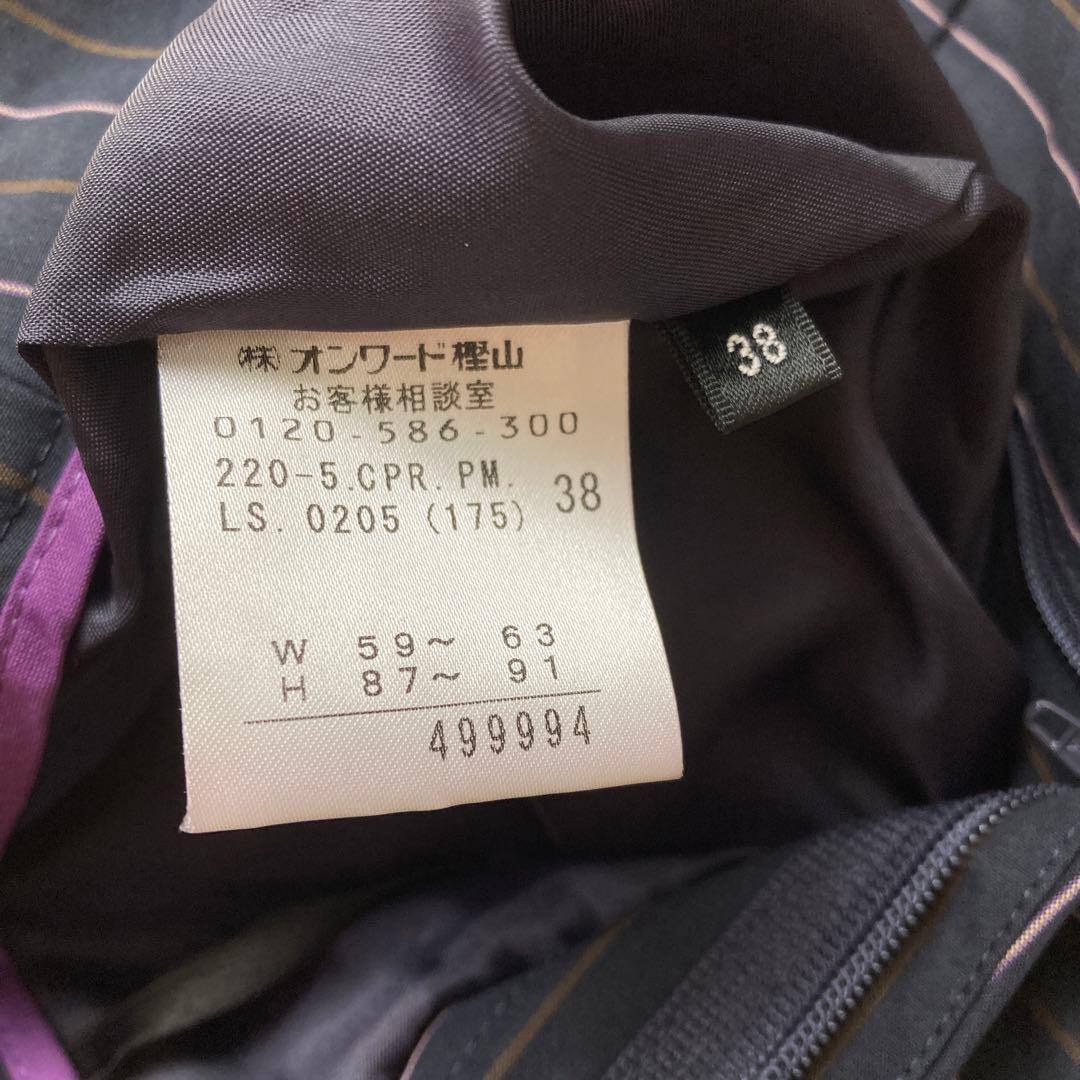 (株)オンワード樫山
お客様相談室
0120-586-300
220-5.CPR.PM.
LS. 0205 (175) 38
W 59~ 63
H 87~ 91
499994
38